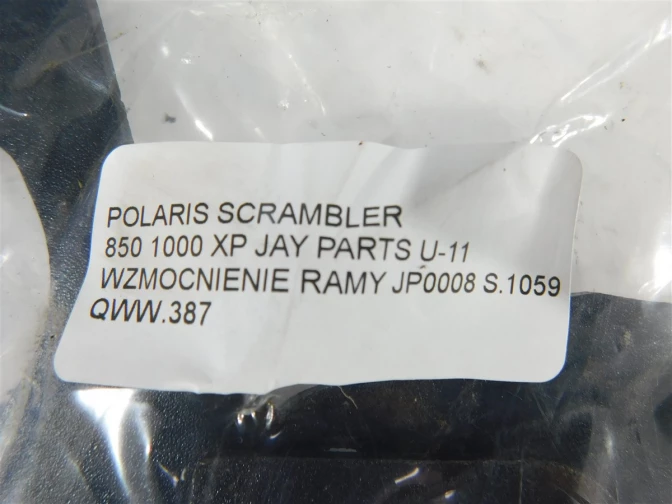 POLARIS SCRAMBLER
850 1000 XP JAY PARTS U-11
WZMOCNIENIE RAMY JP0008 S.1059
QWW.387